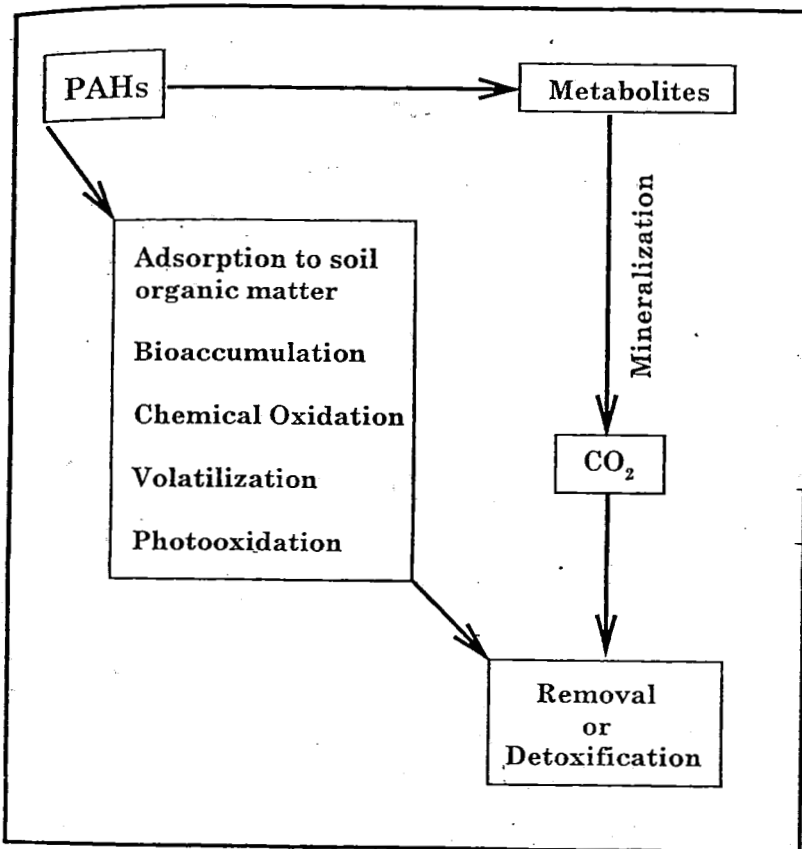 PAHs
Metabolites
Mineralization
Adsorption to soil
organic matter
Bioaccumulation
Chemical Oxidation
Volatilization
Photooxidation
CO₂
Removal
or
Detoxification